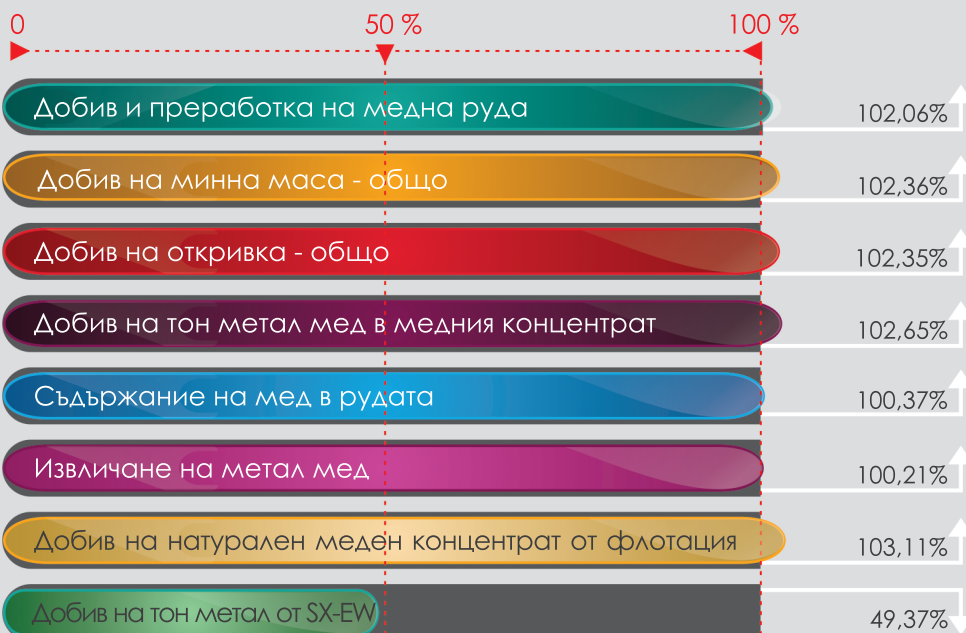 0 50 % 100 %
Добив и преработка на медна руда 102,06%
Добив на минна маса - общо 102,36%
Добив на откривка - общо 102,35%
Добив на тон метал мед в медния концентрат 102,65%
Съдържание на мед в рудата 100,37%
Извличане на метал мед 100,21%
Добив на натурален меден концентрат от флотация 103,11%
Добив на тон метал от SX-EW 49,37%